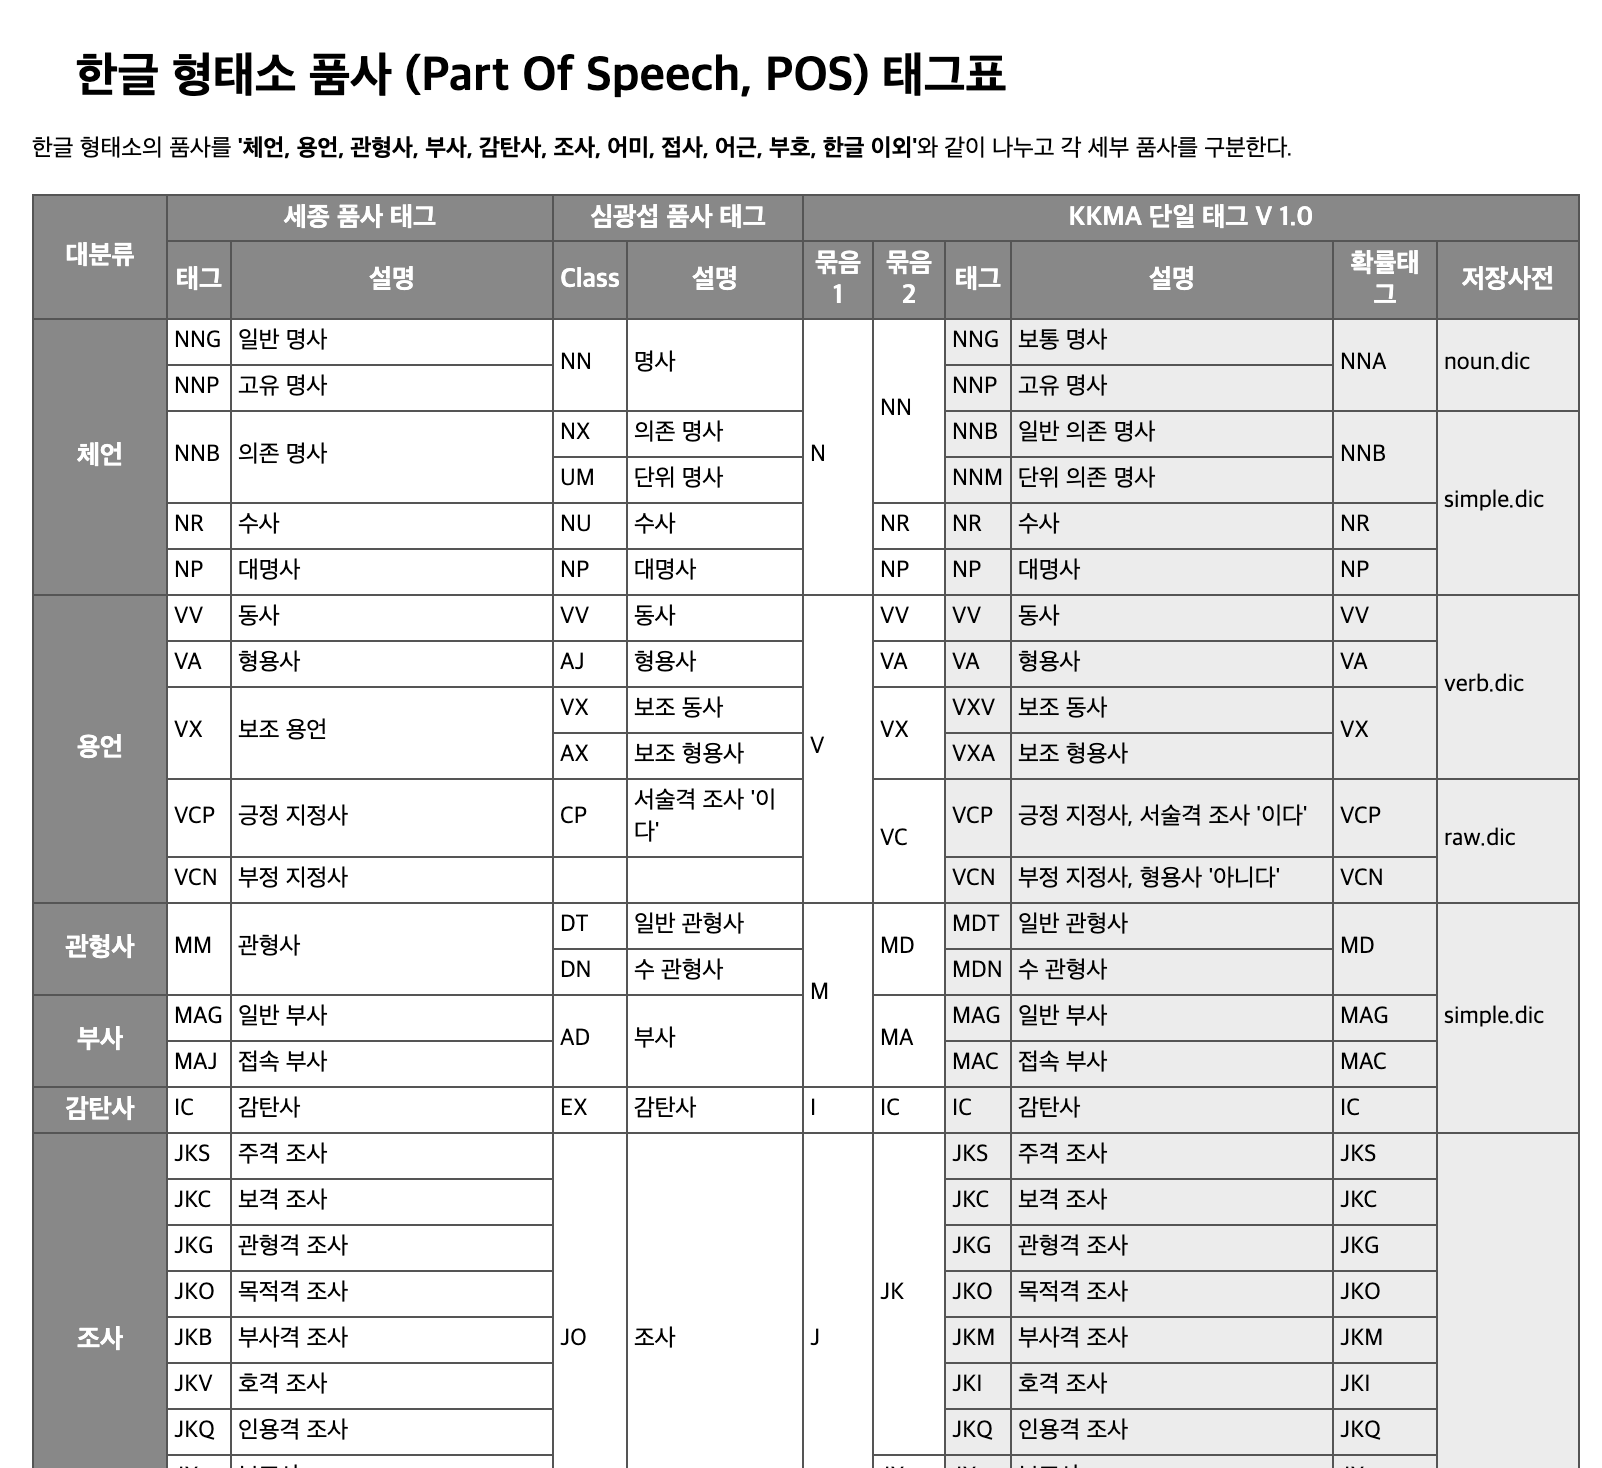 한글 형태소 품사 (Part Of Speech, POS) 태그표
한글 형태소의 품사를 '체언, 용언, 관형사, 부사, 감탄사, 조사, 어미, 접사, 어근, 부호, 한글 이외'와 같이 나누고 각 세부 품사를 구분한다.
대분류 세종 품사 태그 심광섭 품사 태그 KKMA 단일 태그 V 1.0
태그 설명 Class 설명 묶음 1 묶음 2 태그 설명 확률태그 저장사전
체언 NNG 일반 명사 NN 명사 N NN NNG 보통 명사 NNA noun.dic
NNP 고유 명사 NNP 고유 명사
NNB 의존 명사 NX 의존 명사 NNB 일반 의존 명사 NNB simple.dic
UM 단위 명사 NNM 단위 의존 명사
NR 수사 NU 수사 NR NR 수사 NR
NP 대명사 NP 대명사 NP NP 대명사 NP
용언 VV 동사 VV 동사 V VV VV 동사 VV verb.dic
VA 형용사 AJ 형용사 VA VA 형용사 VA
VX 보조 용언 VX 보조 동사 VX VXV 보조 동사 VX
AX 보조 형용사 VXA 보조 형용사
VCP 긍정 지정사 CP 서술격 조사 '이다' VC VCP 긍정 지정사, 서술격 조사 '이다' VCP raw.dic
VCN 부정 지정사 VCN 부정 지정사, 형용사 '아니다' VCN
관형사 MM 관형사 DT 일반 관형사 M MD MDT 일반 관형사 MD simple.dic
DN 수 관형사 MDN 수 관형사
부사 MAG 일반 부사 AD 부사 MA MAG 일반 부사 MAG
MAJ 접속 부사 MAC 접속 부사 MAC
감탄사 IC 감탄사 EX 감탄사 I IC IC 감탄사 IC
조사 JKS 주격 조사 JO 조사 J JK JKS 주격 조사 JKS
JKC 보격 조사 JKC 보격 조사 JKC
JKG 관형격 조사 JKG 관형격 조사 JKG
JKO 목적격 조사 JKO 목적격 조사 JKO
JKB 부사격 조사 JKM 부사격 조사 JKM
JKV 호격 조사 JKI 호격 조사 JKI
JKQ 인용격 조사 JKQ 인용격 조사 JKQ